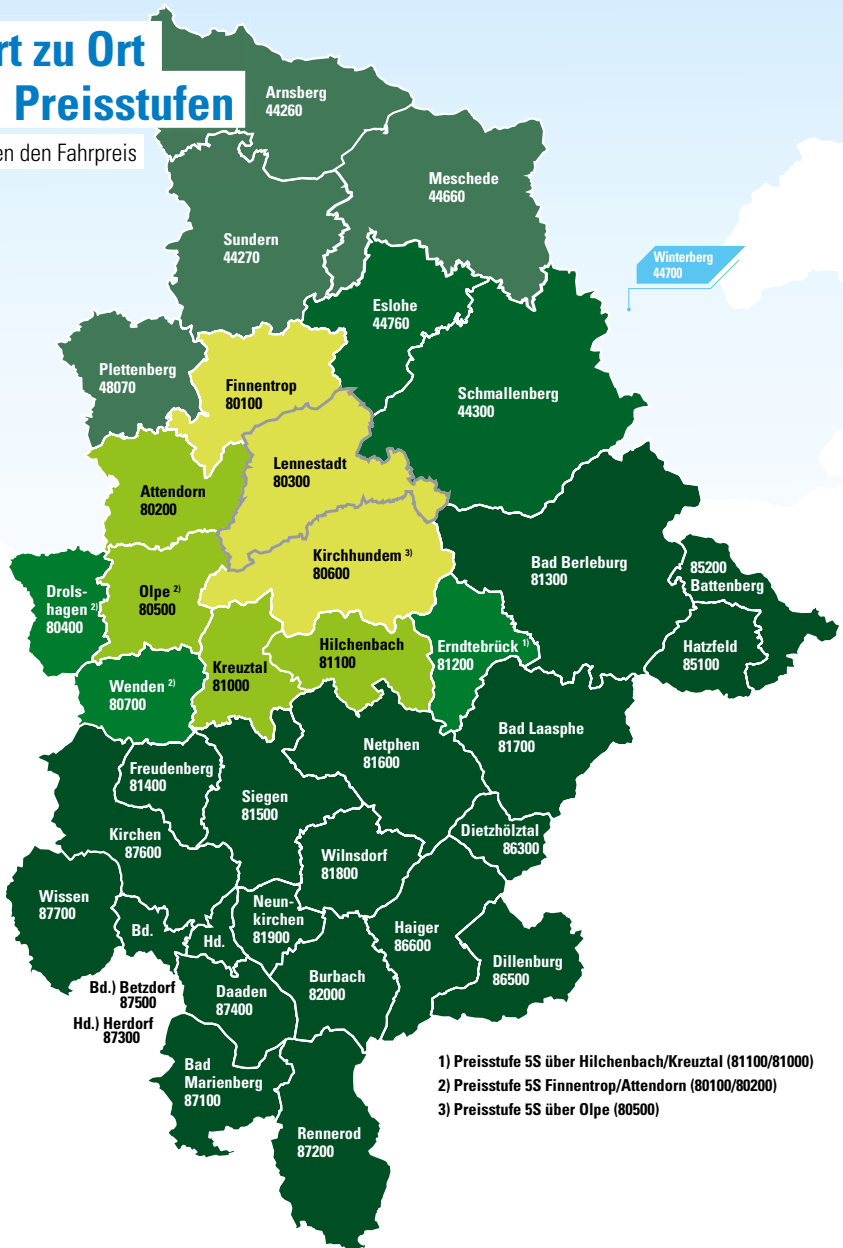 rt zu Ort
Preisstufen
en den Fahrpreis
Arnsberg
44260
Meschede
44660
Sundern
44270
Winterberg
44700
Eslohe
44760
Plettenberg
48070
Finnentrop
80100
Schmallenberg
44300
Lennestadt
80300
Attendorn
80200
Kirchhundem 3)
80600
Bad Berleburg
81300
85200
Battenberg
Drols-
hagen 2)
80400
Olpe 2)
80500
Hilchenbach
81100
Erndtebrück 1)
81200
Hatzfeld
85100
Kreuztal
81000
Wenden 2)
80700
Bad Laasphe
81700
Netphen
81600
Freudenberg
81400
Siegen
81500
Kirchen
87600
Dietzhölztal
86300
Wilnsdorf
81800
Wissen
87700
Neun-
kirchen
81900
Haiger
86600
Bd.
Hd.
Dillenburg
86500
Burbach
82000
Bd.) Betzdorf
87500
Daaden
87400
Hd.) Herdorf
87300
Bad
Marienberg
87100
1) Preisstufe 5S über Hilchenbach/Kreuztal (81100/81000)
2) Preisstufe 5S Finnentrop/Attendorn (80100/80200)
3) Preisstufe 5S über Olpe (80500)
Rennerod
87200